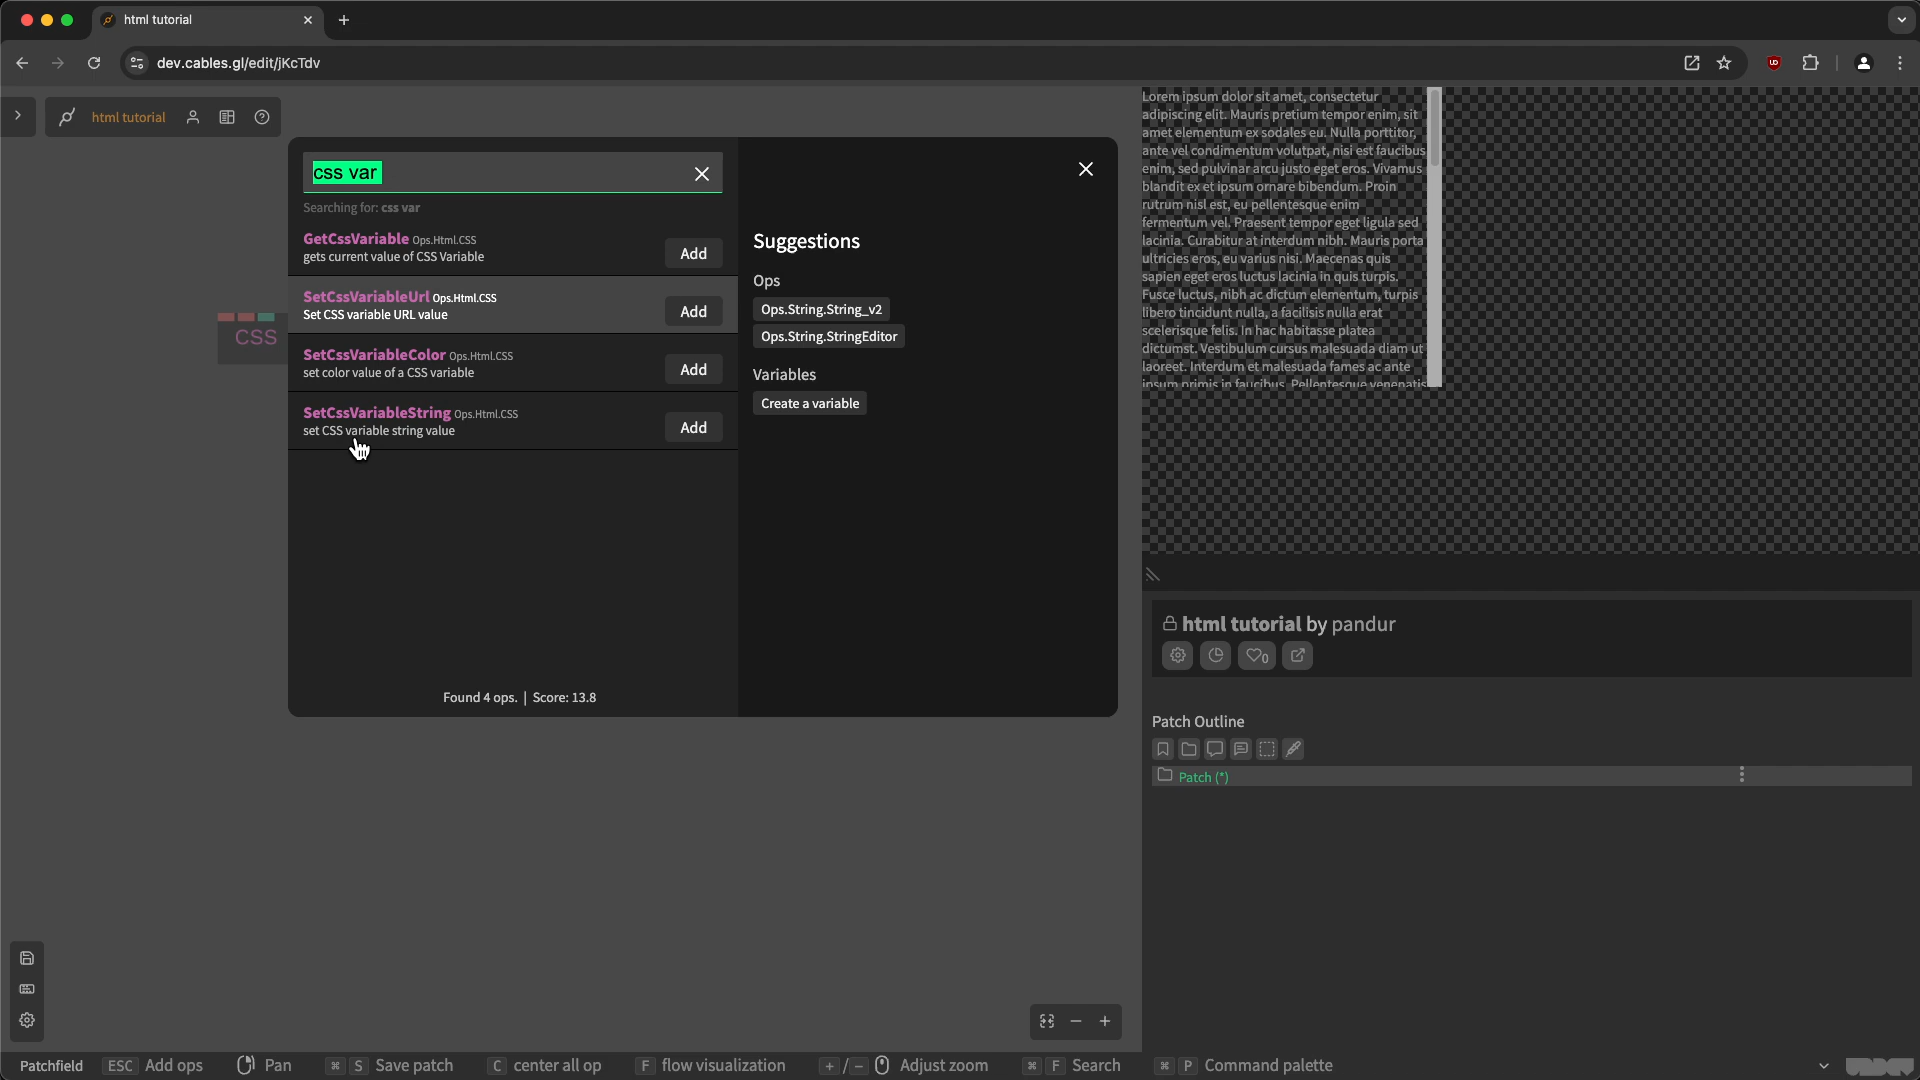 html tutorial
dev.cables.gl/edit/jKcTdv
html tutorial
css var
Searching for: css var
GetCssVariable Ops.Html.CSS
gets current value of CSS Variable
Add
SetCssVariableUrl Ops.Html.CSS
Set CSS variable URL value
Add
SetCssVariableColor Ops.Html.CSS
set color value of a CSS variable
Add
SetCssVariableString Ops.Html.CSS
set CSS variable string value
Add
Found 4 ops. | Score: 13.8
Suggestions
Ops
Ops.String.String_v2
Ops.String.StringEditor
Variables
Create a variable
CSS
Lorem ipsum dolor sit amet, consectetur
adipiscing elit. Mauris pretium tempor enim, sit
amet elementum ex sodales eu. Nulla porttitor,
ante vel condimentum volutpat, nisi est faucibus
enim, sed pulvinar arcu justo eget eros. Vivamus
blandit ex et ipsum ornare bibendum. Proin
rutrum nisl est, eu pellentesque enim
fermentum vel. Praesent tempor eget ligula sed
lacinia. Curabitur at interdum nibh. Mauris porta
ultricies eros, eu varius nisi. Maecenas quis
sapien eget eros luctus lacinia in quis turpis.
Fusce luctus, nibh ac dictum elementum, turpis
libero tincidunt nulla, a facilisis nulla erat
scelerisque felis. In hac habitasse platea
dictumst. Vestibulum cursus malesuada diam ut
laoreet. Interdum et malesuada fames ac ante
ipsum primis in faucibus. Pellentesque venenatis
html tutorial by pandur
0
Patch Outline
Patch (*)
Patchfield ESC Add ops Pan ⌘ S Save patch C center all op F flow visualization + / − Adjust zoom ⌘ F Search ⌘ P Command palette